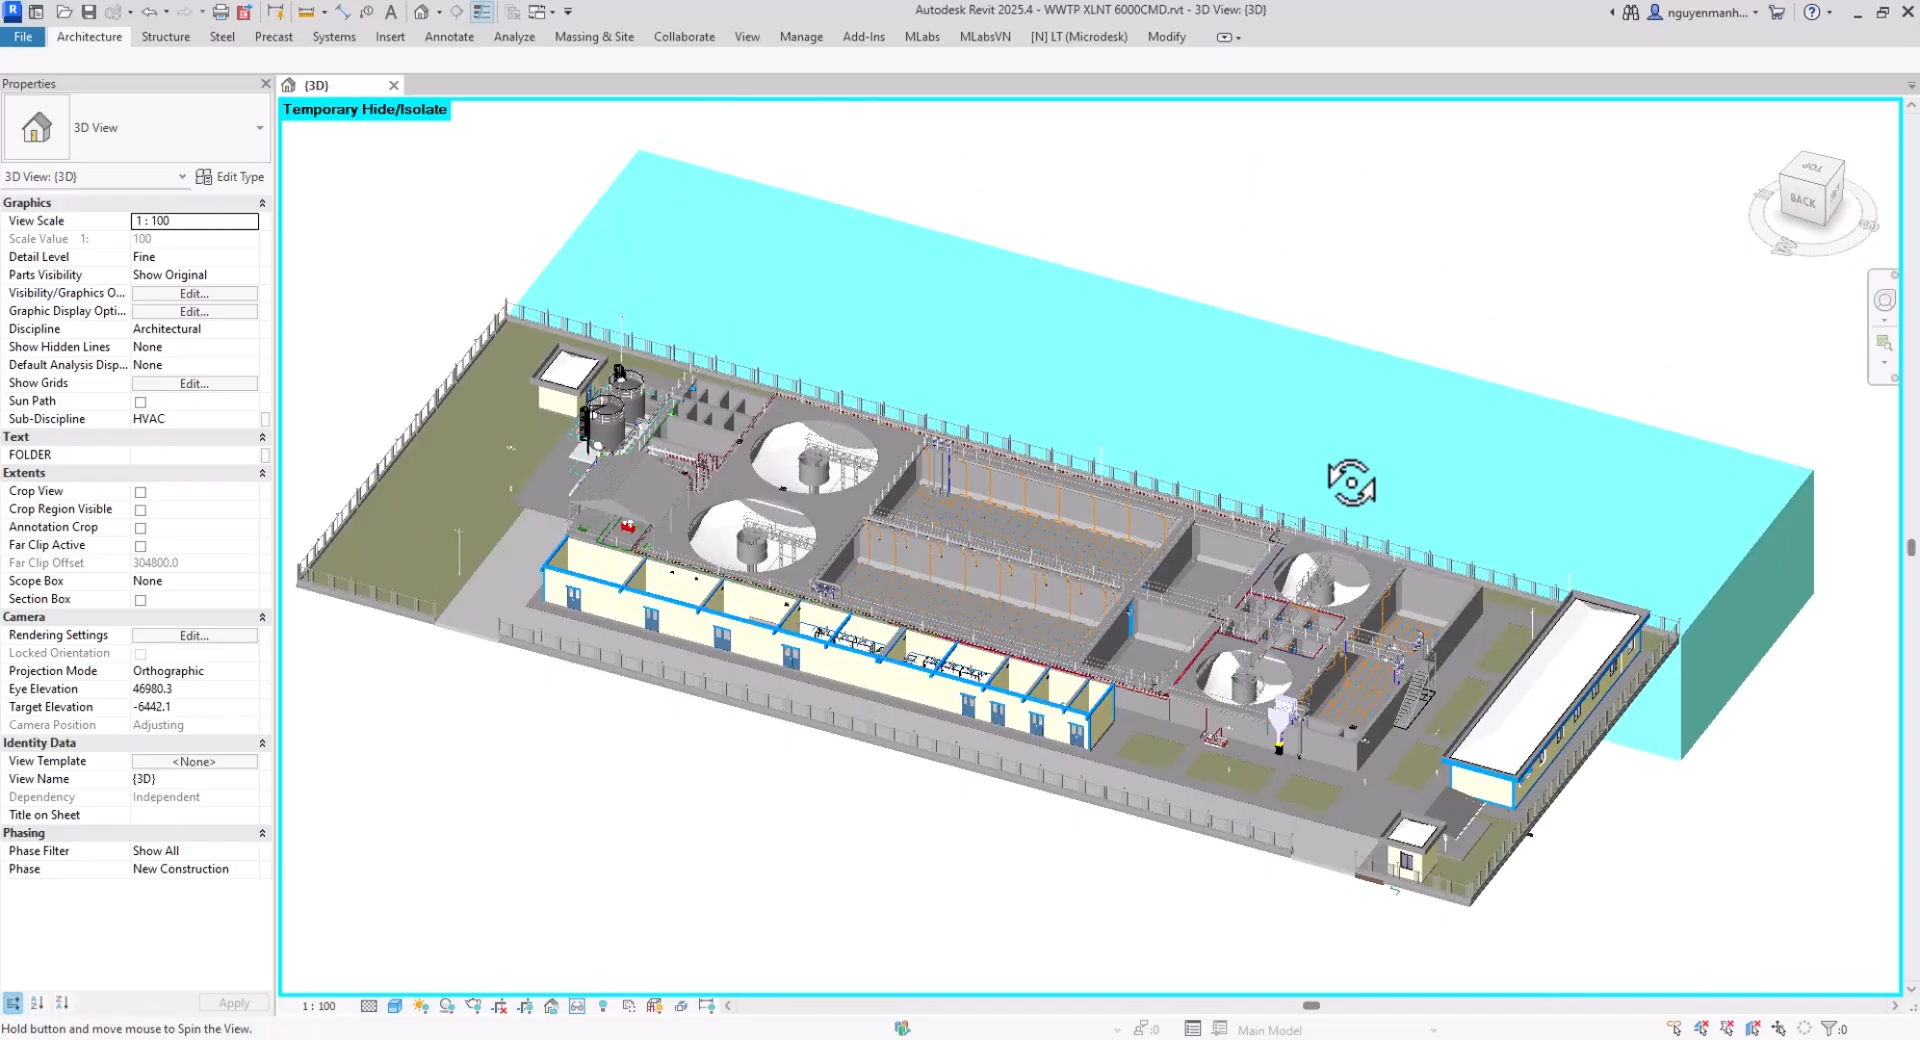 Autodesk Revit 2025.4 - WWTP XLNT 6000CMD.rvt - 3D View: {3D}
nguyenmanh...
File Architecture Structure Steel Precast Systems Insert Annotate Analyze Massing & Site Collaborate View Manage Add-Ins MLabs MLabsVN [N] LT (Microdesk) Modify
Properties
{3D}
Temporary Hide/Isolate
3D View
3D View: {3D} Edit Type
Graphics
View Scale 1 : 100
Scale Value 1: 100
Detail Level Fine
Parts Visibility Show Original
Visibility/Graphics O... Edit...
Graphic Display Opti... Edit...
Discipline Architectural
Show Hidden Lines None
Default Analysis Disp... None
Show Grids Edit...
Sun Path
Sub-Discipline HVAC
Text
FOLDER
Extents
Crop View
Crop Region Visible
Annotation Crop
Far Clip Active
Far Clip Offset 304800.0
Scope Box None
Section Box
Camera
Rendering Settings Edit...
Locked Orientation
Projection Mode Orthographic
Eye Elevation 46980.3
Target Elevation -6442.1
Camera Position Adjusting
Identity Data
View Template <None>
View Name {3D}
Dependency Independent
Title on Sheet
Phasing
Phase Filter Show All
Phase New Construction
TOP
BACK
Apply
1 : 100
Hold button and move mouse to Spin the View.
:0
Main Model
:0